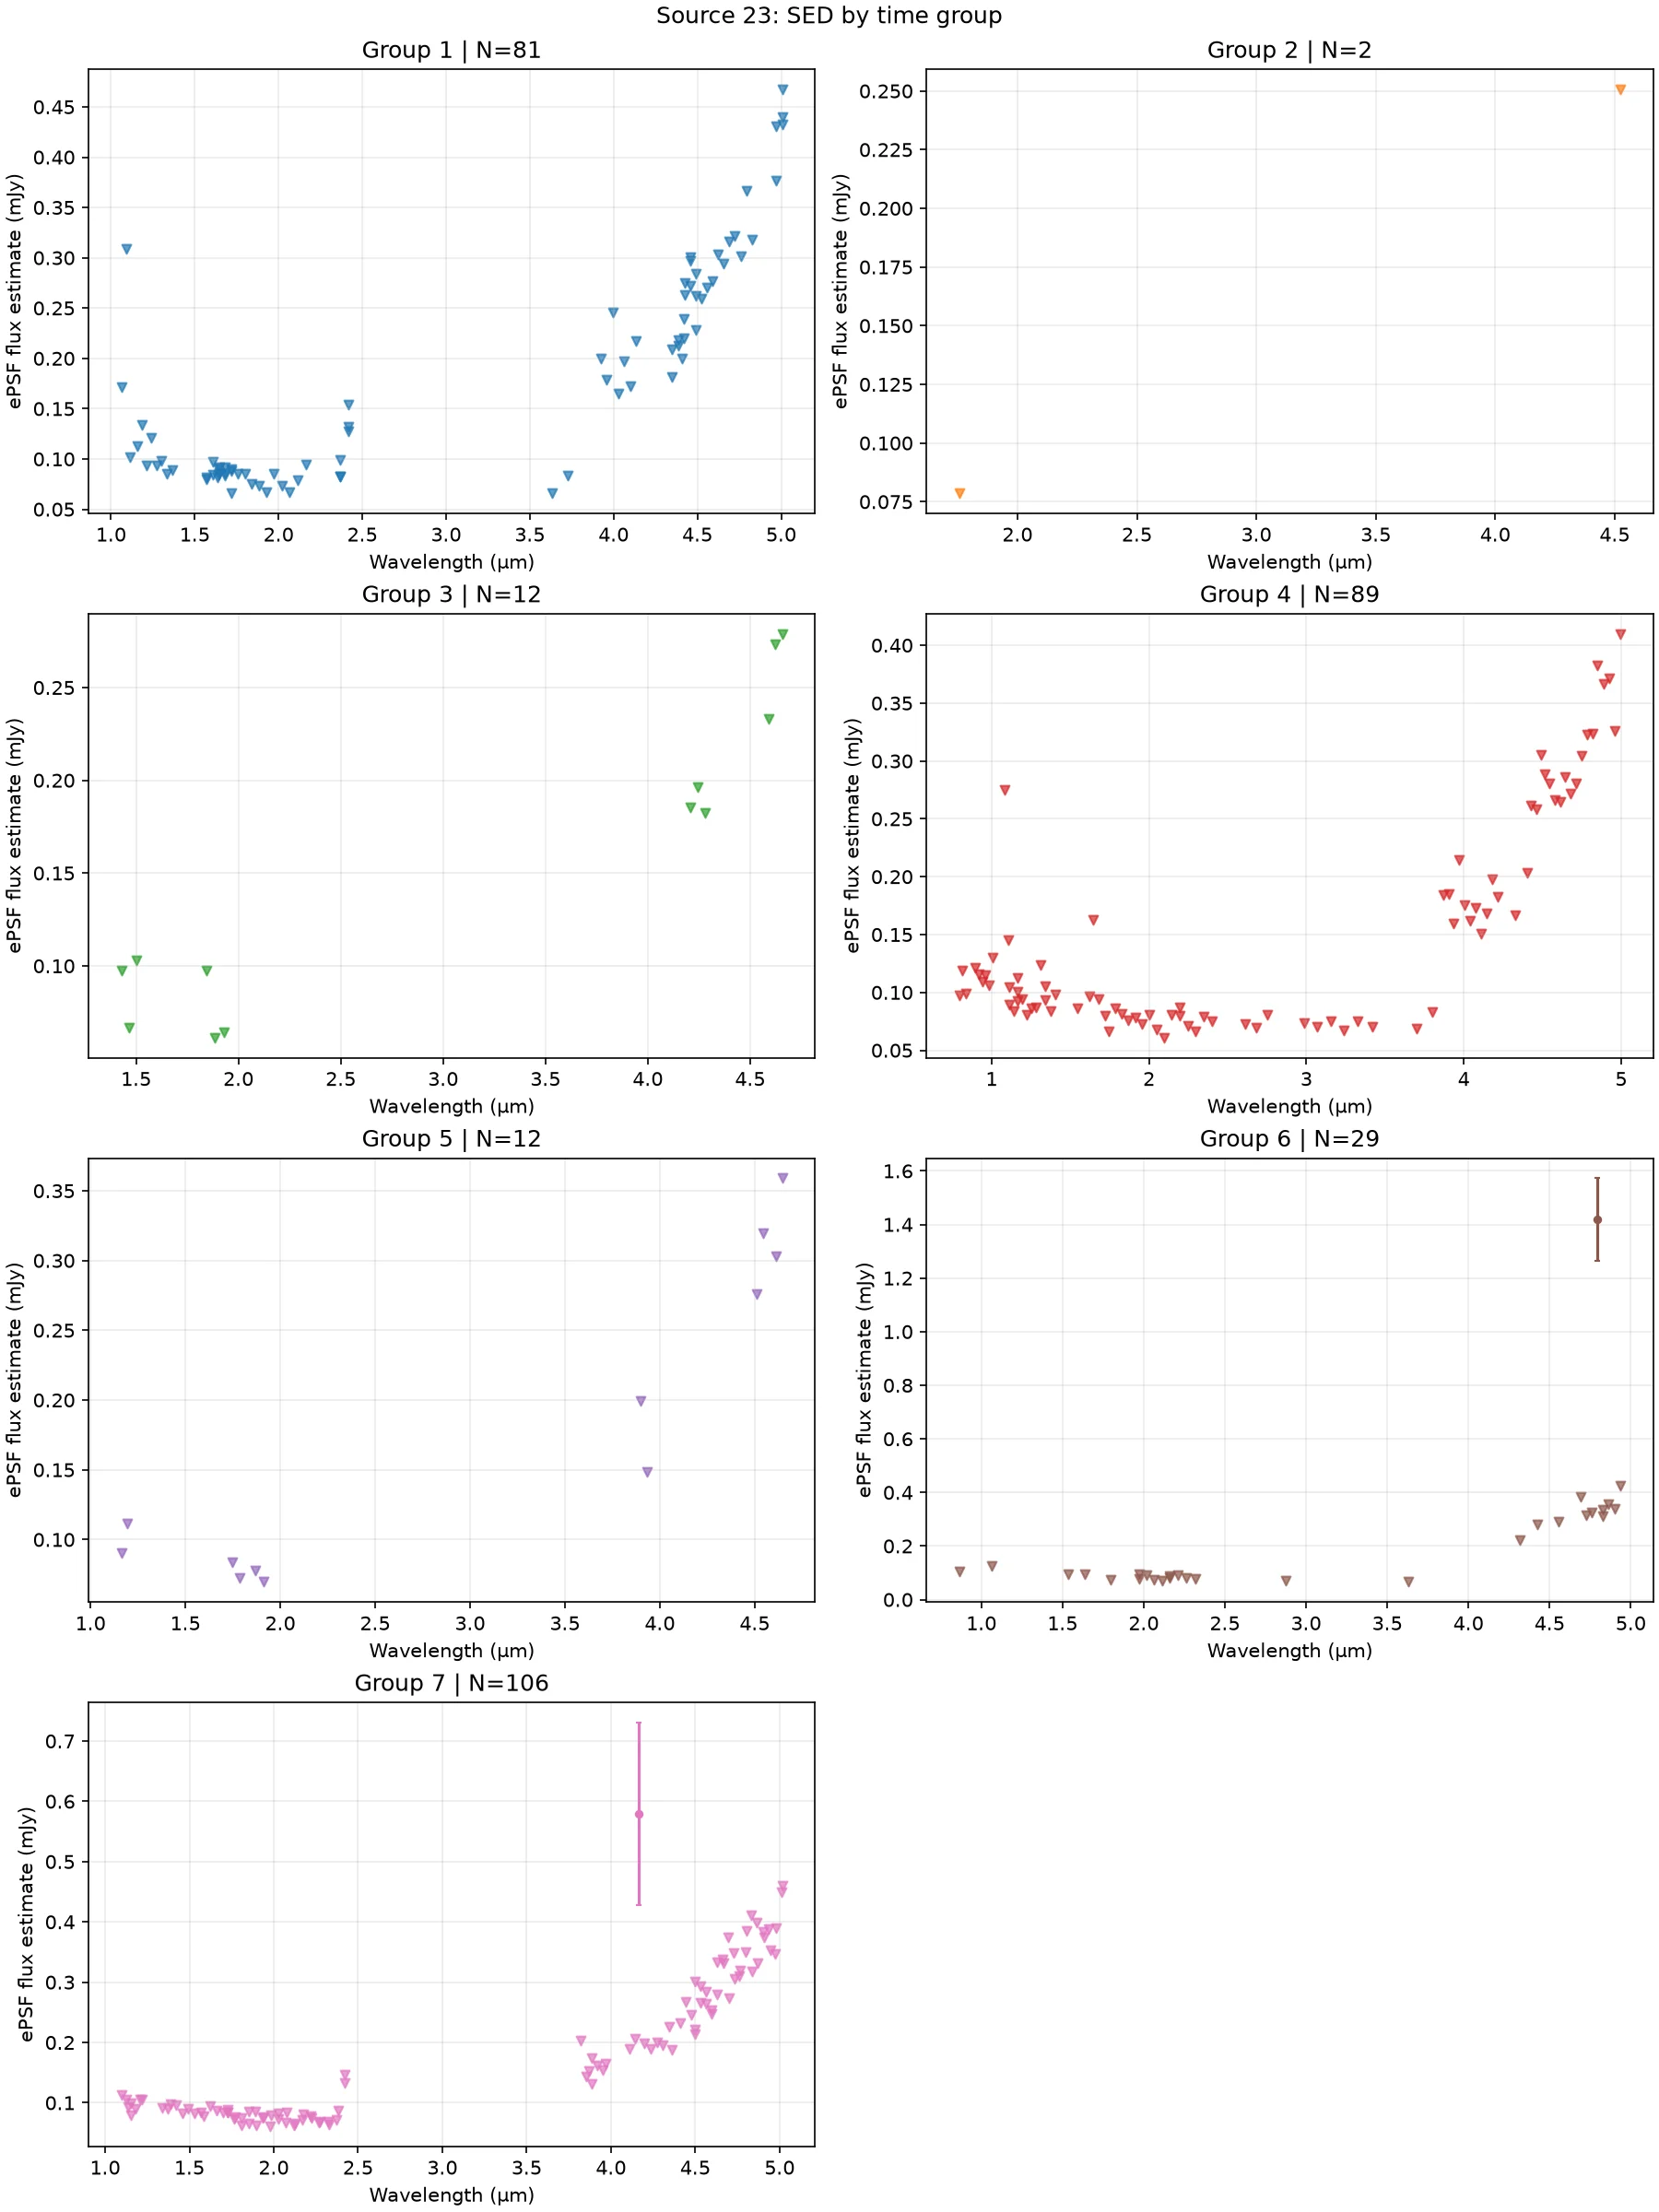 Source 23: SED by time group
Group 1 | N=81
ePSF flux estimate (mJy)
0.45
0.40
0.35
0.30
0.25
0.20
0.15
0.10
0.05
1.0 1.5 2.0 2.5 3.0 3.5 4.0 4.5 5.0
Wavelength (µm)
Group 2 | N=2
ePSF flux estimate (mJy)
0.250
0.225
0.200
0.175
0.150
0.125
0.100
0.075
2.0 2.5 3.0 3.5 4.0 4.5
Wavelength (µm)
Group 3 | N=12
ePSF flux estimate (mJy)
0.25
0.20
0.15
0.10
1.5 2.0 2.5 3.0 3.5 4.0 4.5
Wavelength (µm)
Group 4 | N=89
ePSF flux estimate (mJy)
0.40
0.35
0.30
0.25
0.20
0.15
0.10
0.05
1 2 3 4 5
Wavelength (µm)
Group 5 | N=12
ePSF flux estimate (mJy)
0.35
0.30
0.25
0.20
0.15
0.10
1.0 1.5 2.0 2.5 3.0 3.5 4.0 4.5
Wavelength (µm)
Group 6 | N=29
ePSF flux estimate (mJy)
1.6
1.4
1.2
1.0
0.8
0.6
0.4
0.2
0.0
1.0 1.5 2.0 2.5 3.0 3.5 4.0 4.5 5.0
Wavelength (µm)
Group 7 | N=106
ePSF flux estimate (mJy)
0.7
0.6
0.5
0.4
0.3
0.2
0.1
1.0 1.5 2.0 2.5 3.0 3.5 4.0 4.5 5.0
Wavelength (µm)